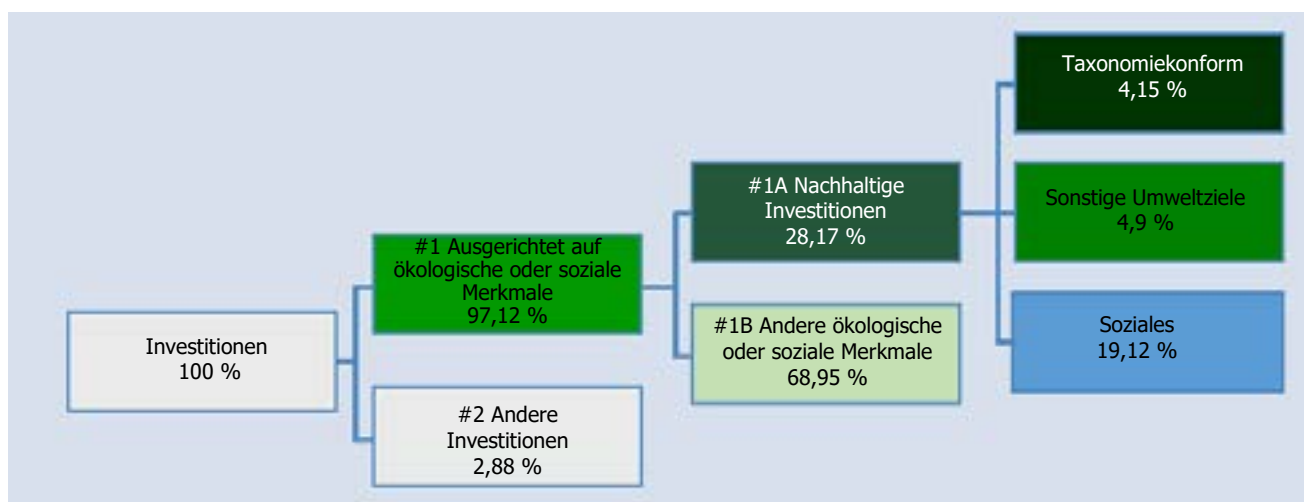 Investitionen
100 %
#1 Ausgerichtet auf
ökologische oder soziale
Merkmale
97,12 %
#2 Andere
Investitionen
2,88 %
#1A Nachhaltige
Investitionen
28,17 %
#1B Andere ökologische
oder soziale Merkmale
68,95 %
Taxonomiekonform
4,15 %
Sonstige Umweltziele
4,9 %
Soziales
19,12 %